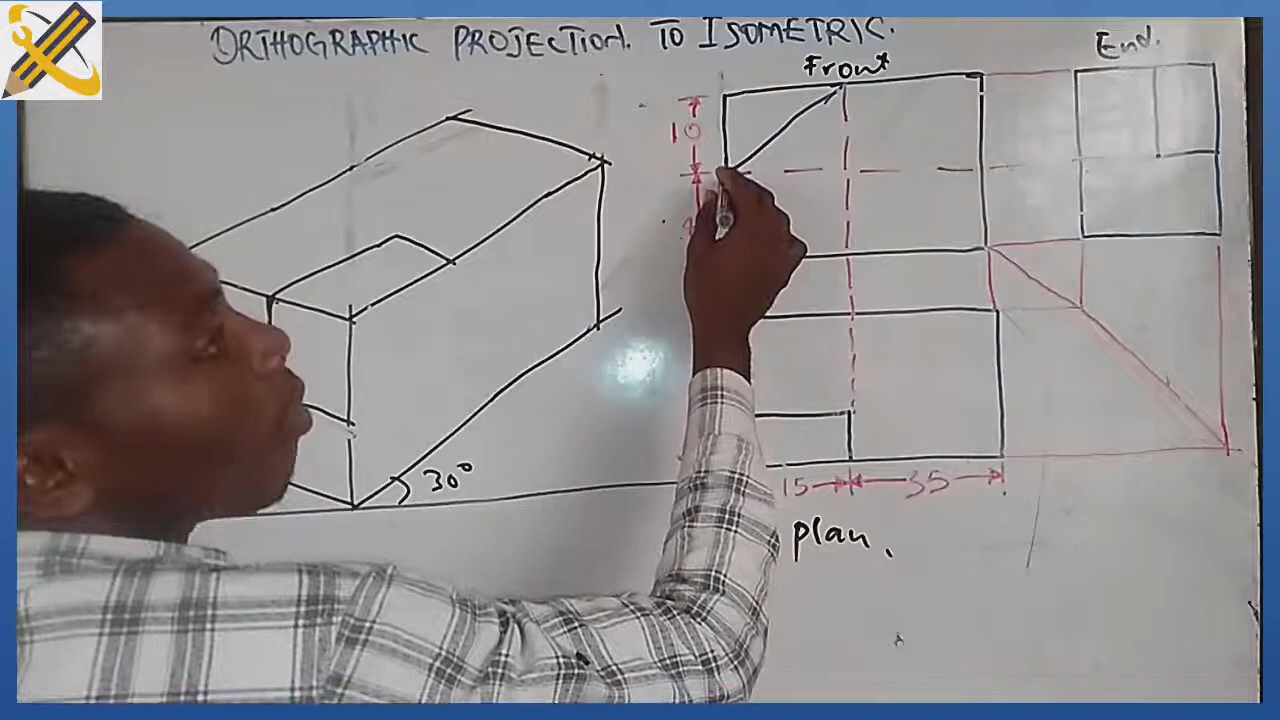 ORTHOGRAPHIC PROJECTION. TO ISOMETRIC.
Front
End.
10
30°
15
35
plan.